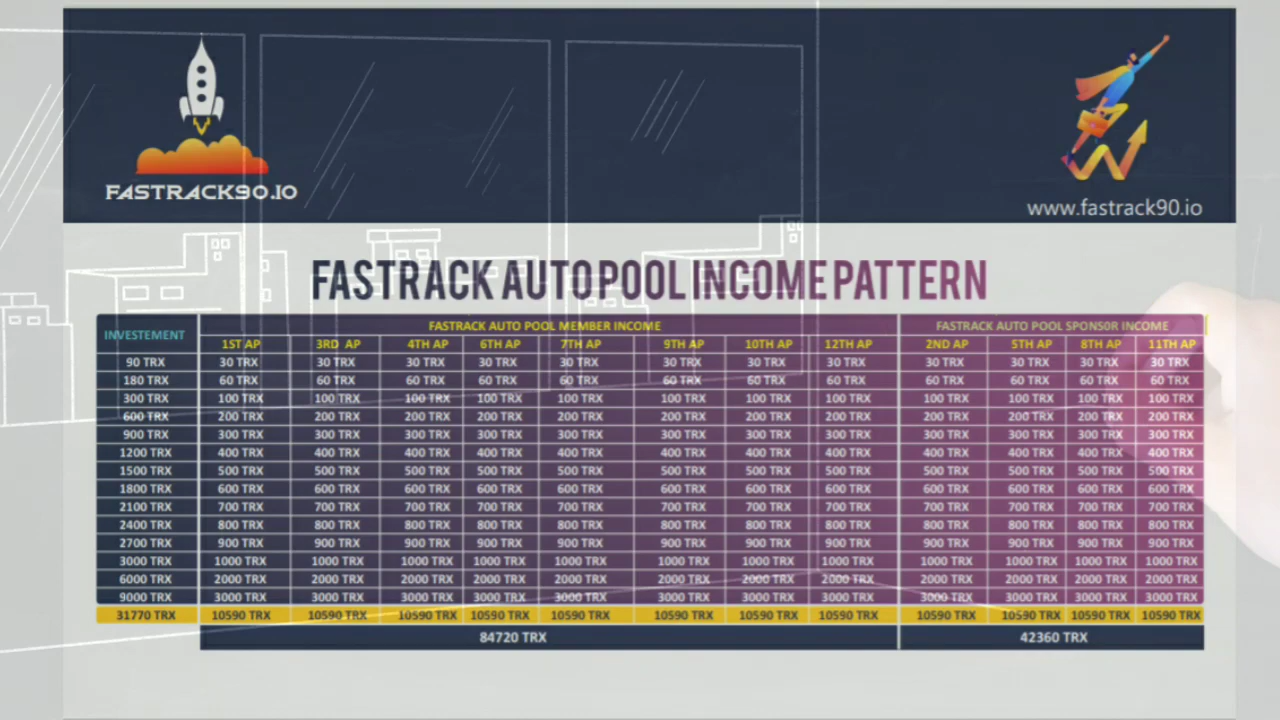 FASTRACK90.IO
www.fastrack90.io
FASTRACK AUTO POOL INCOME PATTERN
INVESTEMENT FASTRACK AUTO POOL MEMBER INCOME FASTRACK AUTO POOL SPONS0R INCOME
1ST AP 3RD AP 4TH AP 6TH AP 7TH AP 9TH AP 10TH AP 12TH AP 2ND AP 5TH AP 8TH AP 11TH AP
90 TRX 30 TRX 30 TRX 30 TRX 30 TRX 30 TRX 30 TRX 30 TRX 30 TRX 30 TRX 30 TRX 30 TRX 30 TRX
180 TRX 60 TRX 60 TRX 60 TRX 60 TRX 60 TRX 60 TRX 60 TRX 60 TRX 60 TRX 60 TRX 60 TRX 60 TRX
300 TRX 100 TRX 100 TRX 100 TRX 100 TRX 100 TRX 100 TRX 100 TRX 100 TRX 100 TRX 100 TRX 100 TRX 100 TRX
600 TRX 200 TRX 200 TRX 200 TRX 200 TRX 200 TRX 200 TRX 200 TRX 200 TRX 200 TRX 200 TRX 200 TRX 200 TRX
900 TRX 300 TRX 300 TRX 300 TRX 300 TRX 300 TRX 300 TRX 300 TRX 300 TRX 300 TRX 300 TRX 300 TRX 300 TRX
1200 TRX 400 TRX 400 TRX 400 TRX 400 TRX 400 TRX 400 TRX 400 TRX 400 TRX 400 TRX 400 TRX 400 TRX 400 TRX
1500 TRX 500 TRX 500 TRX 500 TRX 500 TRX 500 TRX 500 TRX 500 TRX 500 TRX 500 TRX 500 TRX 500 TRX 500 TRX
1800 TRX 600 TRX 600 TRX 600 TRX 600 TRX 600 TRX 600 TRX 600 TRX 600 TRX 600 TRX 600 TRX 600 TRX 600 TRX
2100 TRX 700 TRX 700 TRX 700 TRX 700 TRX 700 TRX 700 TRX 700 TRX 700 TRX 700 TRX 700 TRX 700 TRX 700 TRX
2400 TRX 800 TRX 800 TRX 800 TRX 800 TRX 800 TRX 800 TRX 800 TRX 800 TRX 800 TRX 800 TRX 800 TRX 800 TRX
2700 TRX 900 TRX 900 TRX 900 TRX 900 TRX 900 TRX 900 TRX 900 TRX 900 TRX 900 TRX 900 TRX 900 TRX 900 TRX
3000 TRX 1000 TRX 1000 TRX 1000 TRX 1000 TRX 1000 TRX 1000 TRX 1000 TRX 1000 TRX 1000 TRX 1000 TRX 1000 TRX 1000 TRX
6000 TRX 2000 TRX 2000 TRX 2000 TRX 2000 TRX 2000 TRX 2000 TRX 2000 TRX 2000 TRX 2000 TRX 2000 TRX 2000 TRX 2000 TRX
9000 TRX 3000 TRX 3000 TRX 3000 TRX 3000 TRX 3000 TRX 3000 TRX 3000 TRX 3000 TRX 3000 TRX 3000 TRX 3000 TRX 3000 TRX
31770 TRX 10590 TRX 10590 TRX 10590 TRX 10590 TRX 10590 TRX 10590 TRX 10590 TRX 10590 TRX 10590 TRX 10590 TRX 10590 TRX 10590 TRX
84720 TRX 42360 TRX